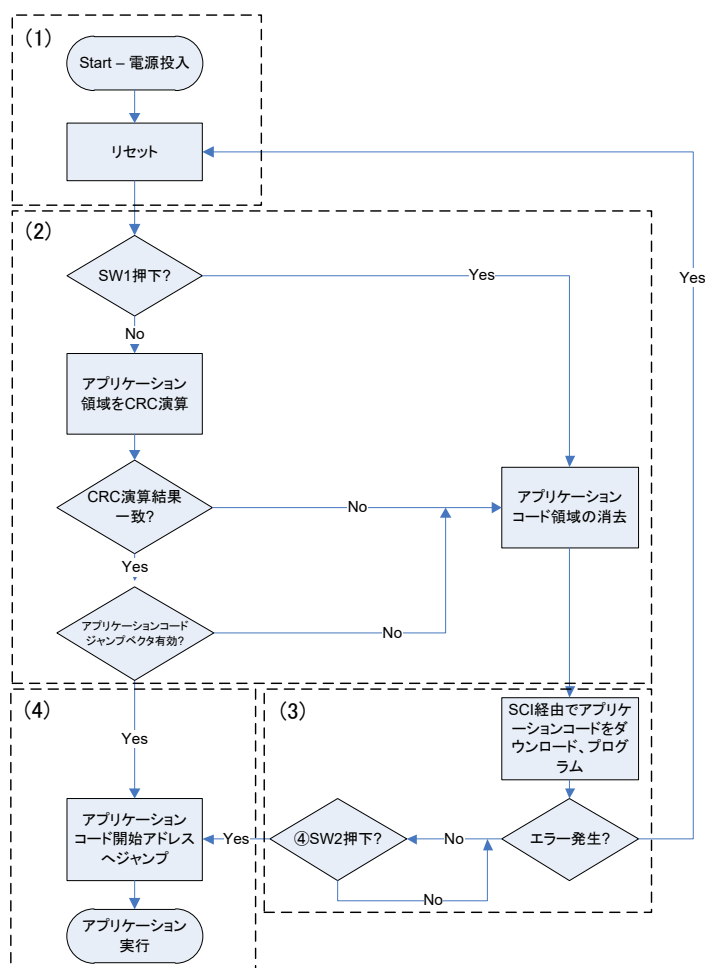 (1)
Start – 電源投入
リセット
(2)
SW1押下?
Yes
Yes
No
アプリケーション
領域をCRC演算
CRC演算結果
一致?
No
アプリケーション
コード領域の消去
Yes
アプリケーションコード
ジャンプベクタ有効?
No
(4)
(3)
SCI経由でアプリケ
ーションコードをダ
ウンロード、プログ
ラム
Yes
アプリケーション
コード開始アドレス
へジャンプ
Yes
④SW2押下?
No
エラー発生?
No
アプリケーション
実行